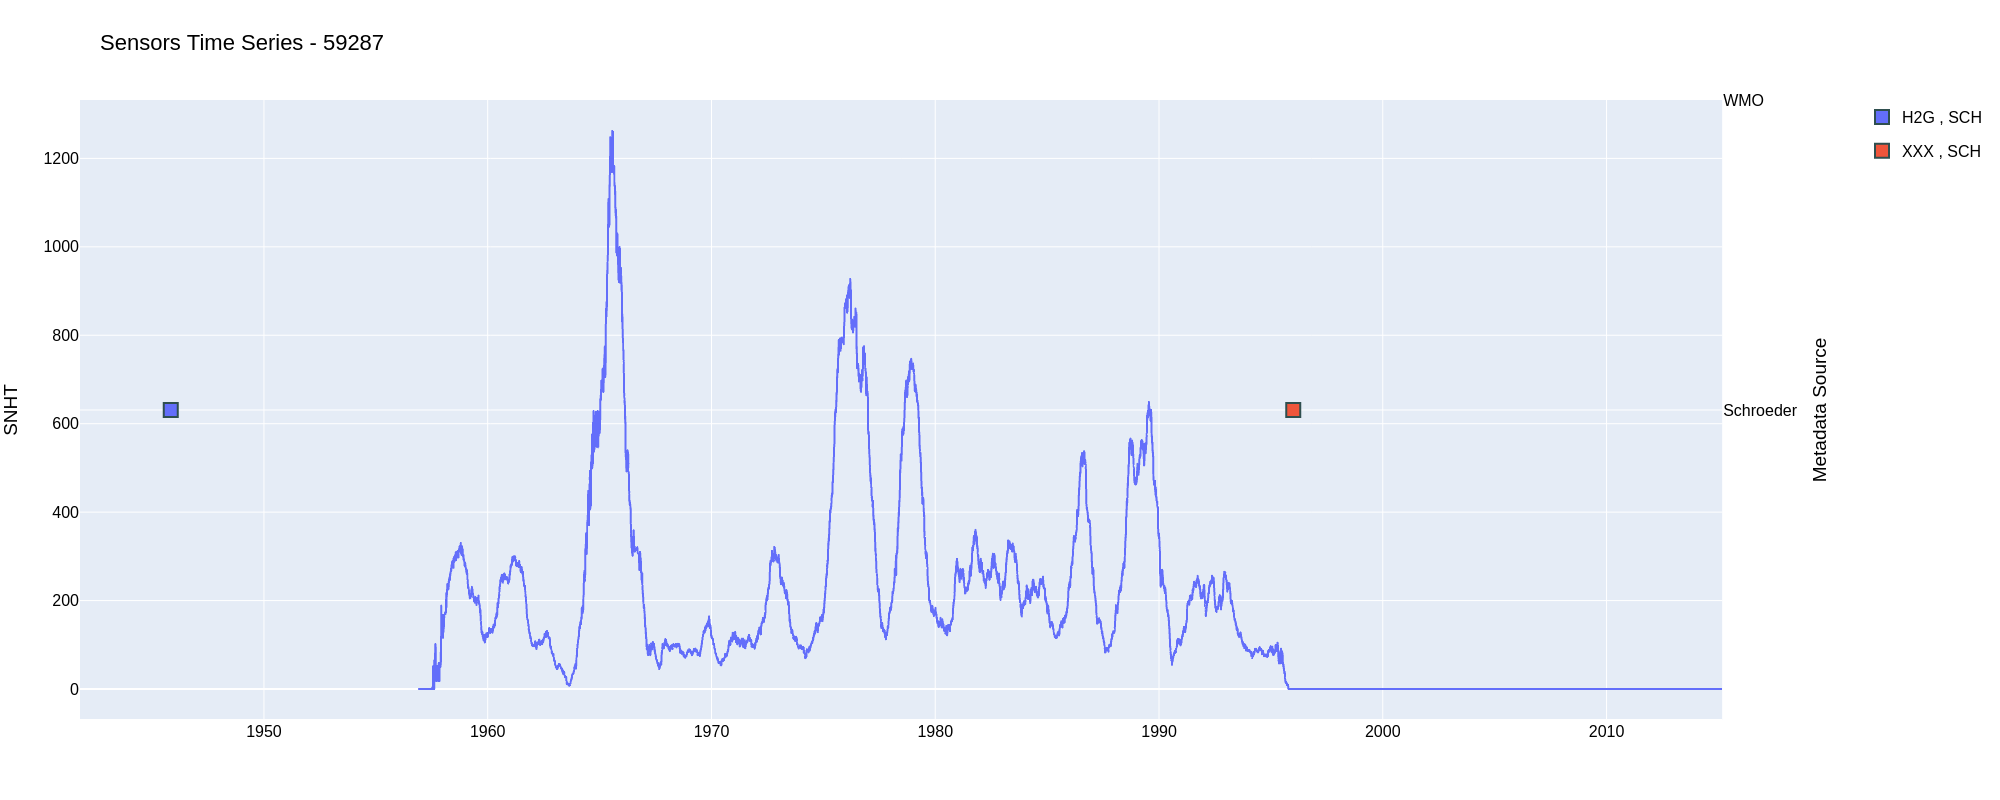 Sensors Time Series - 59287
WMO
H2G , SCH
XXX , SCH
1200
1000
800
600
400
200
0
SNHT
Schroeder
Metadata Source
1950
1960
1970
1980
1990
2000
2010